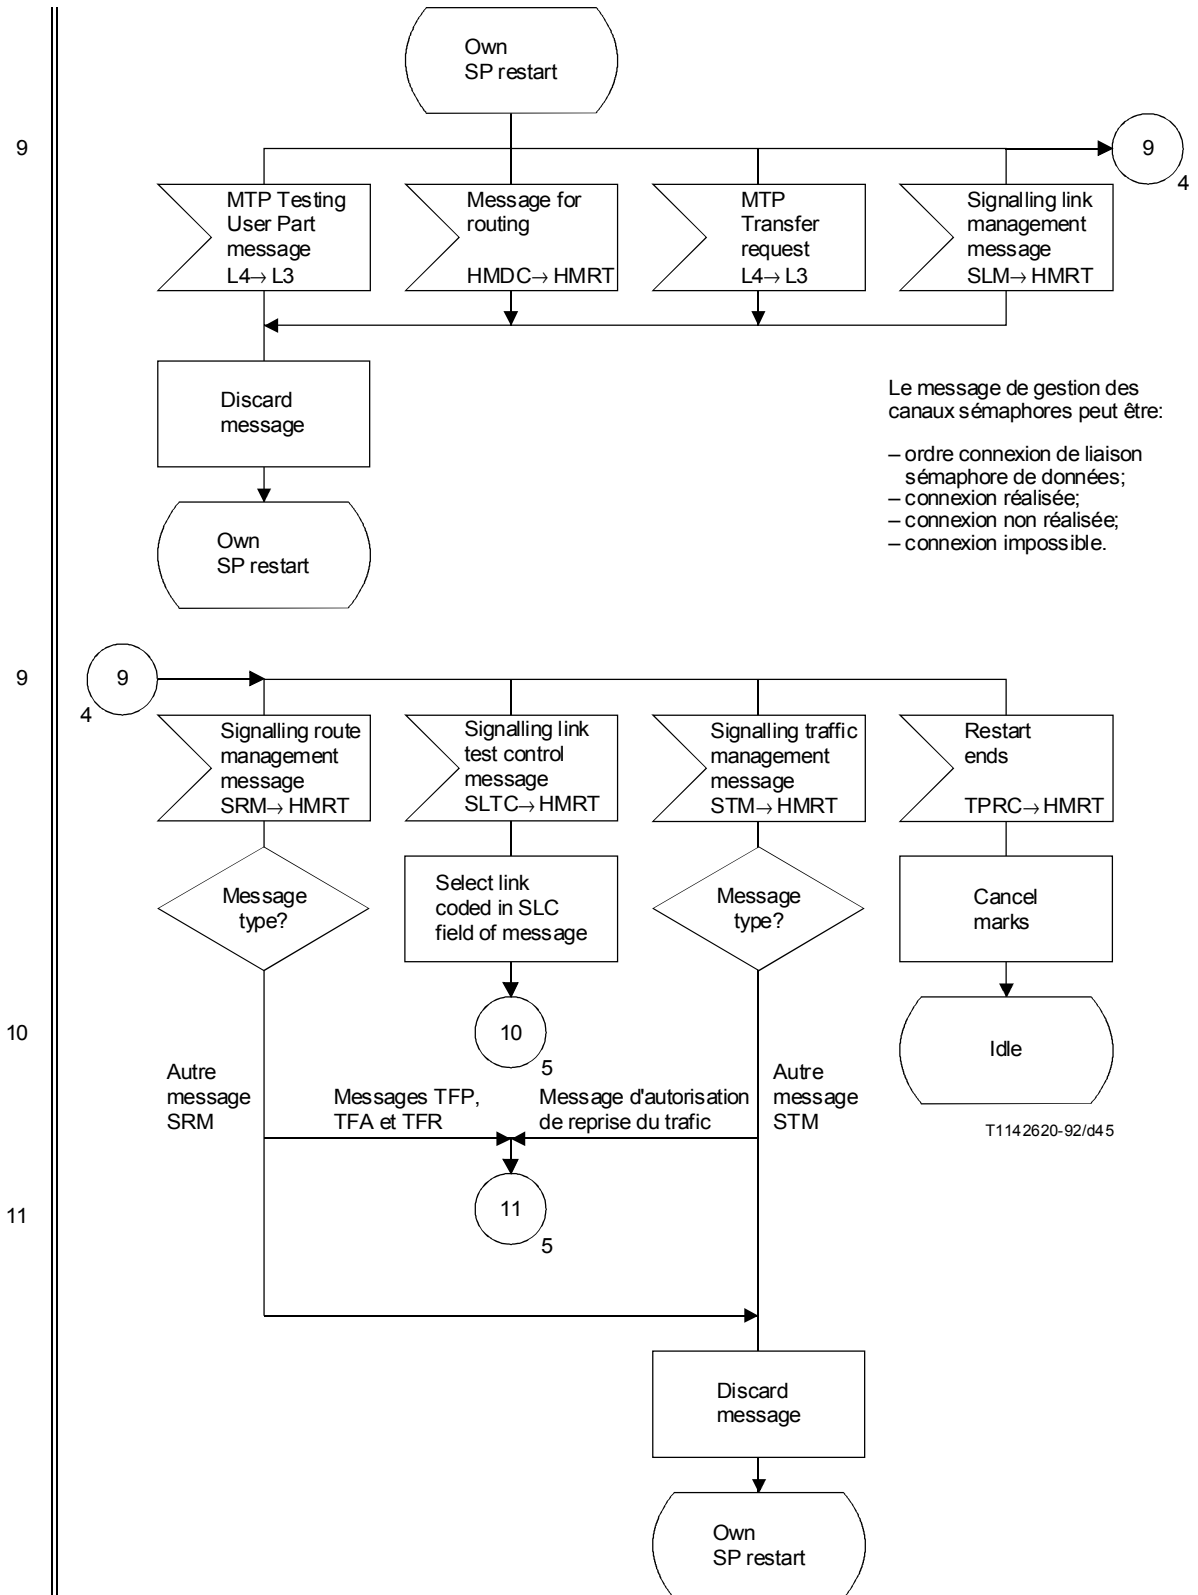 Own
SP restart
9
9
4
MTP Testing
User Part
message
L4→ L3
Message for
routing
HMDC→ HMRT
MTP
Transfer
request
L4→ L3
Signalling link
management
message
SLM→ HMRT
Discard
message
Le message de gestion des
canaux sémaphores peut être:
– ordre connexion de liaison
sémaphore de données;
– connexion réalisée;
– connexion non réalisée;
– connexion impossible.
Own
SP restart
9
9
4
Signalling route
management
message
SRM→ HMRT
Signalling link
test control
message
SLTC→ HMRT
Signalling traffic
management
message
STM→ HMRT
Restart
ends
TPRC→ HMRT
Message
type?
Select link
coded in SLC
field of message
Message
type?
Cancel
marks
10
10
5
Idle
Autre
message
SRM
Messages TFP,
TFA et TFR
Message d'autorisation
de reprise du trafic
Autre
message
STM
T1142620-92/d45
11
11
5
Discard
message
Own
SP restart